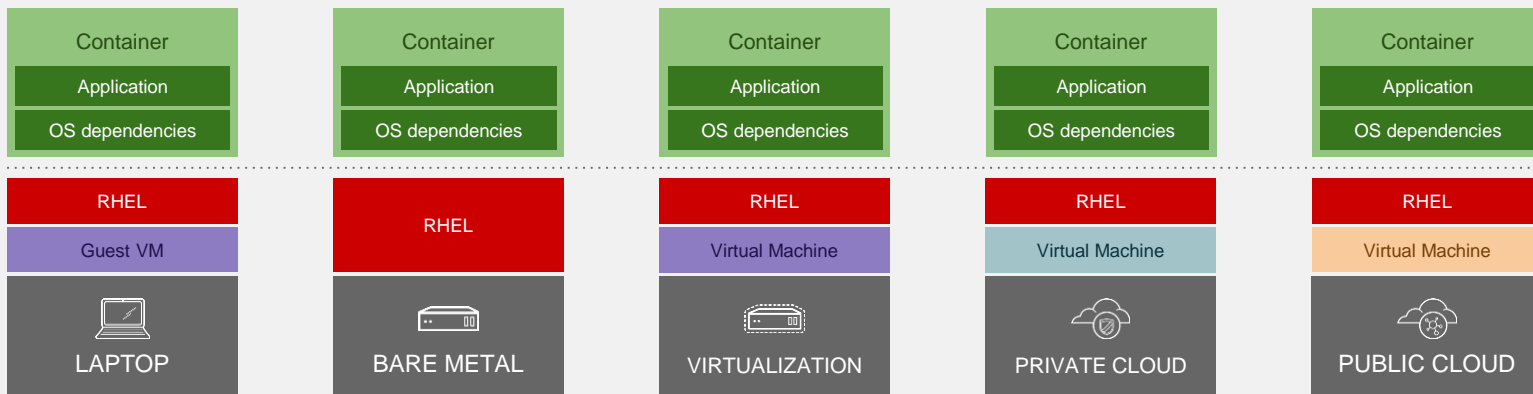 Container
Application
OS dependencies
RHEL
Guest VM
LAPTOP
Container
Application
OS dependencies
RHEL
BARE METAL
Container
Application
OS dependencies
RHEL
Virtual Machine
VIRTUALIZATION
Container
Application
OS dependencies
RHEL
Virtual Machine
PRIVATE CLOUD
Container
Application
OS dependencies
RHEL
Virtual Machine
PUBLIC CLOUD